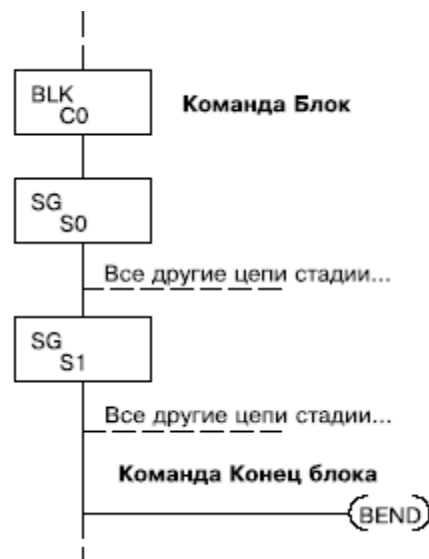 BLK
C0
Команда Блок
SG
S0
Все другие цепи стадии...
SG
S1
Все другие цепи стадии...
Команда Конец блока
(BEND)